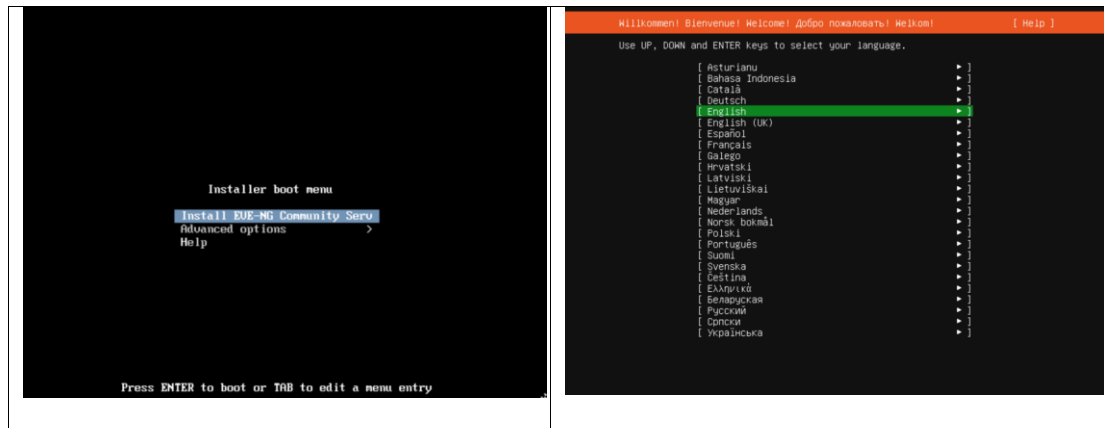 Installer boot menu
Install EVE-NG Community Serv
Advanced options >
Help
Press ENTER to boot or TAB to edit a menu entry
Willkommen! Bienvenue! Welcome! Добро пожаловать! Welkom! [ Help ]
Use UP, DOWN and ENTER keys to select your language.
[ Asturianu ► ]
[ Bahasa Indonesia ► ]
[ Català ► ]
[ Deutsch ► ]
[ English ► ]
[ English (UK) ► ]
[ Español ► ]
[ Français ► ]
[ Galego ► ]
[ Hrvatski ► ]
[ Latviski ► ]
[ Lietuviškai ► ]
[ Magyar ► ]
[ Nederlands ► ]
[ Norsk bokmål ► ]
[ Polski ► ]
[ Português ► ]
[ Suomi ► ]
[ Svenska ► ]
[ Čeština ► ]
[ Ελληνικά ► ]
[ Беларуская ► ]
[ Русский ► ]
[ Српски ► ]
[ Українська ► ]